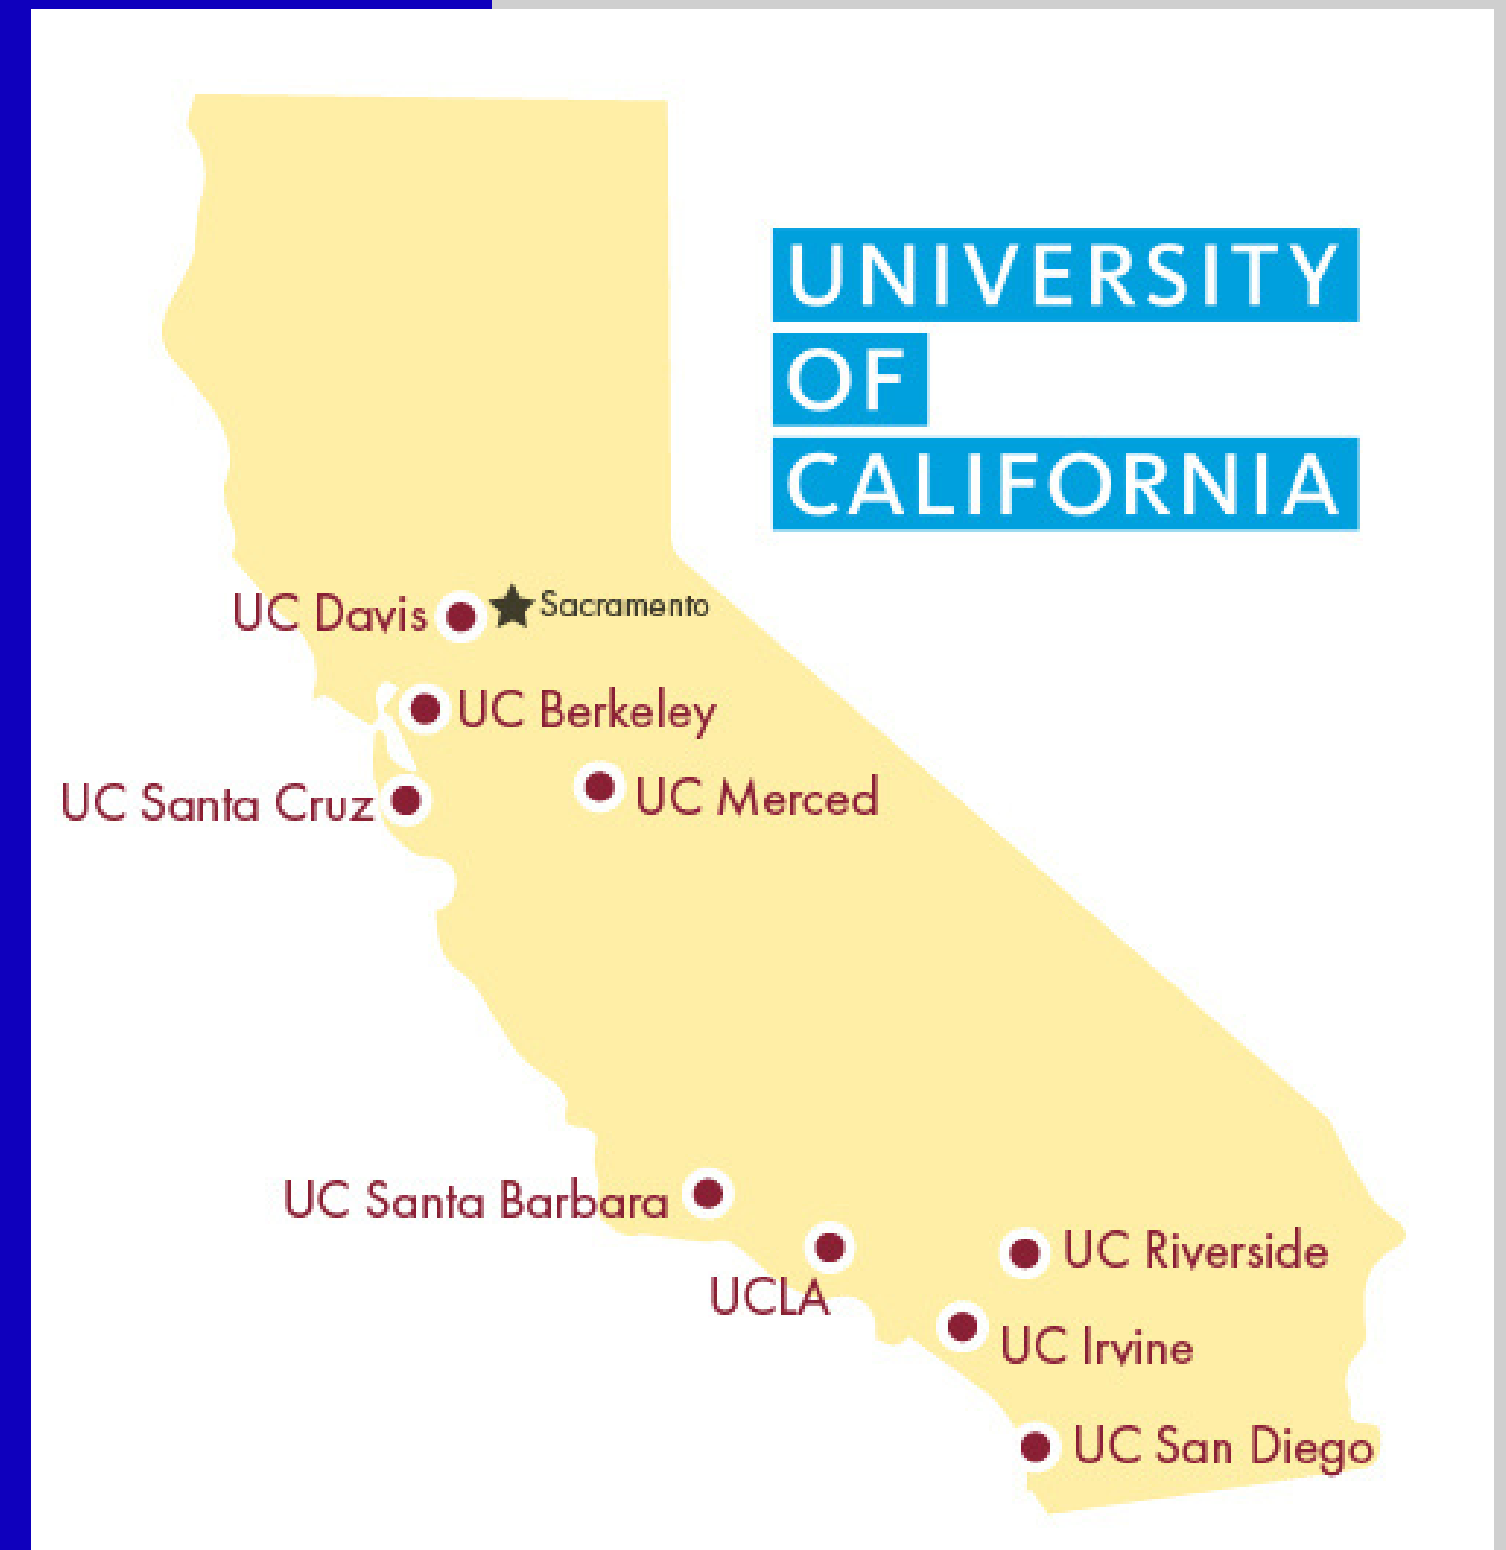 UNIVERSITY
OF
CALIFORNIA
UC Davis
Sacramento
UC Berkeley
UC Santa Cruz
UC Merced
UC Santa Barbara
UCLA
UC Riverside
UC Irvine
UC San Diego